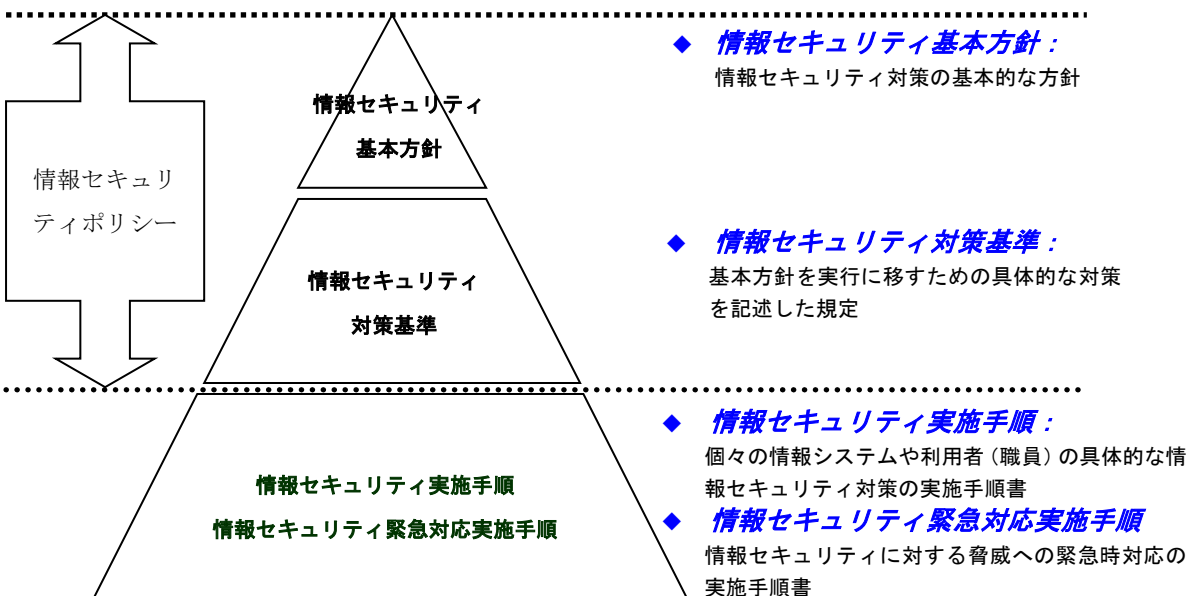 情報セキュリ
ティポリシー
情報セキュリティ
基本方針
情報セキュリティ
対策基準
情報セキュリティ実施手順
情報セキュリティ緊急対応実施手順
◆ 情報セキュリティ基本方針：
情報セキュリティ対策の基本的な方針
◆ 情報セキュリティ対策基準：
基本方針を実行に移すための具体的な対策
を記述した規定
◆ 情報セキュリティ実施手順：
個々の情報システムや利用者（職員）の具体的な情
報セキュリティ対策の実施手順書
◆ 情報セキュリティ緊急対応実施手順
情報セキュリティに対する脅威への緊急時対応の
実施手順書